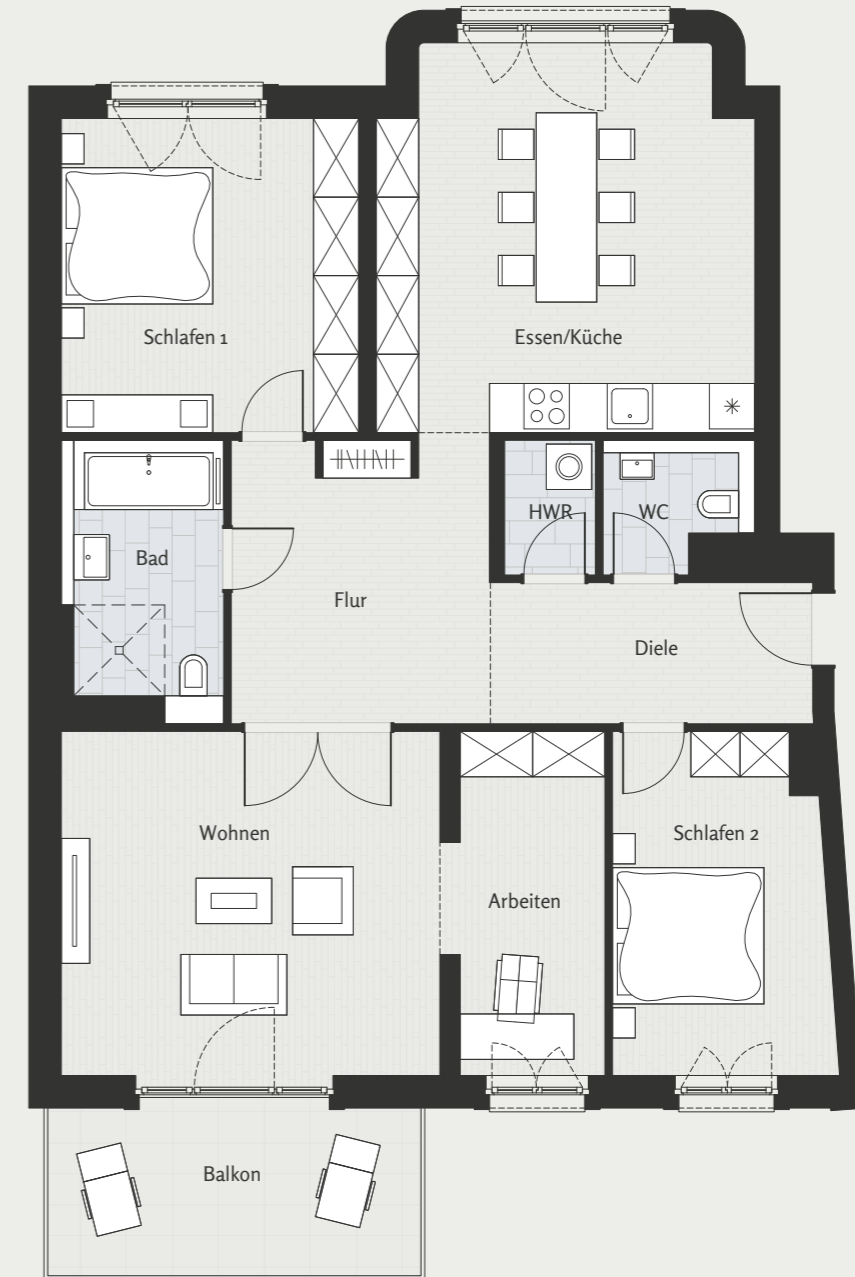 Schlafen 1
Essen/Küche
HWR
WC
Bad
Flur
Diele
Wohnen
Schlafen 2
Arbeiten
Balkon